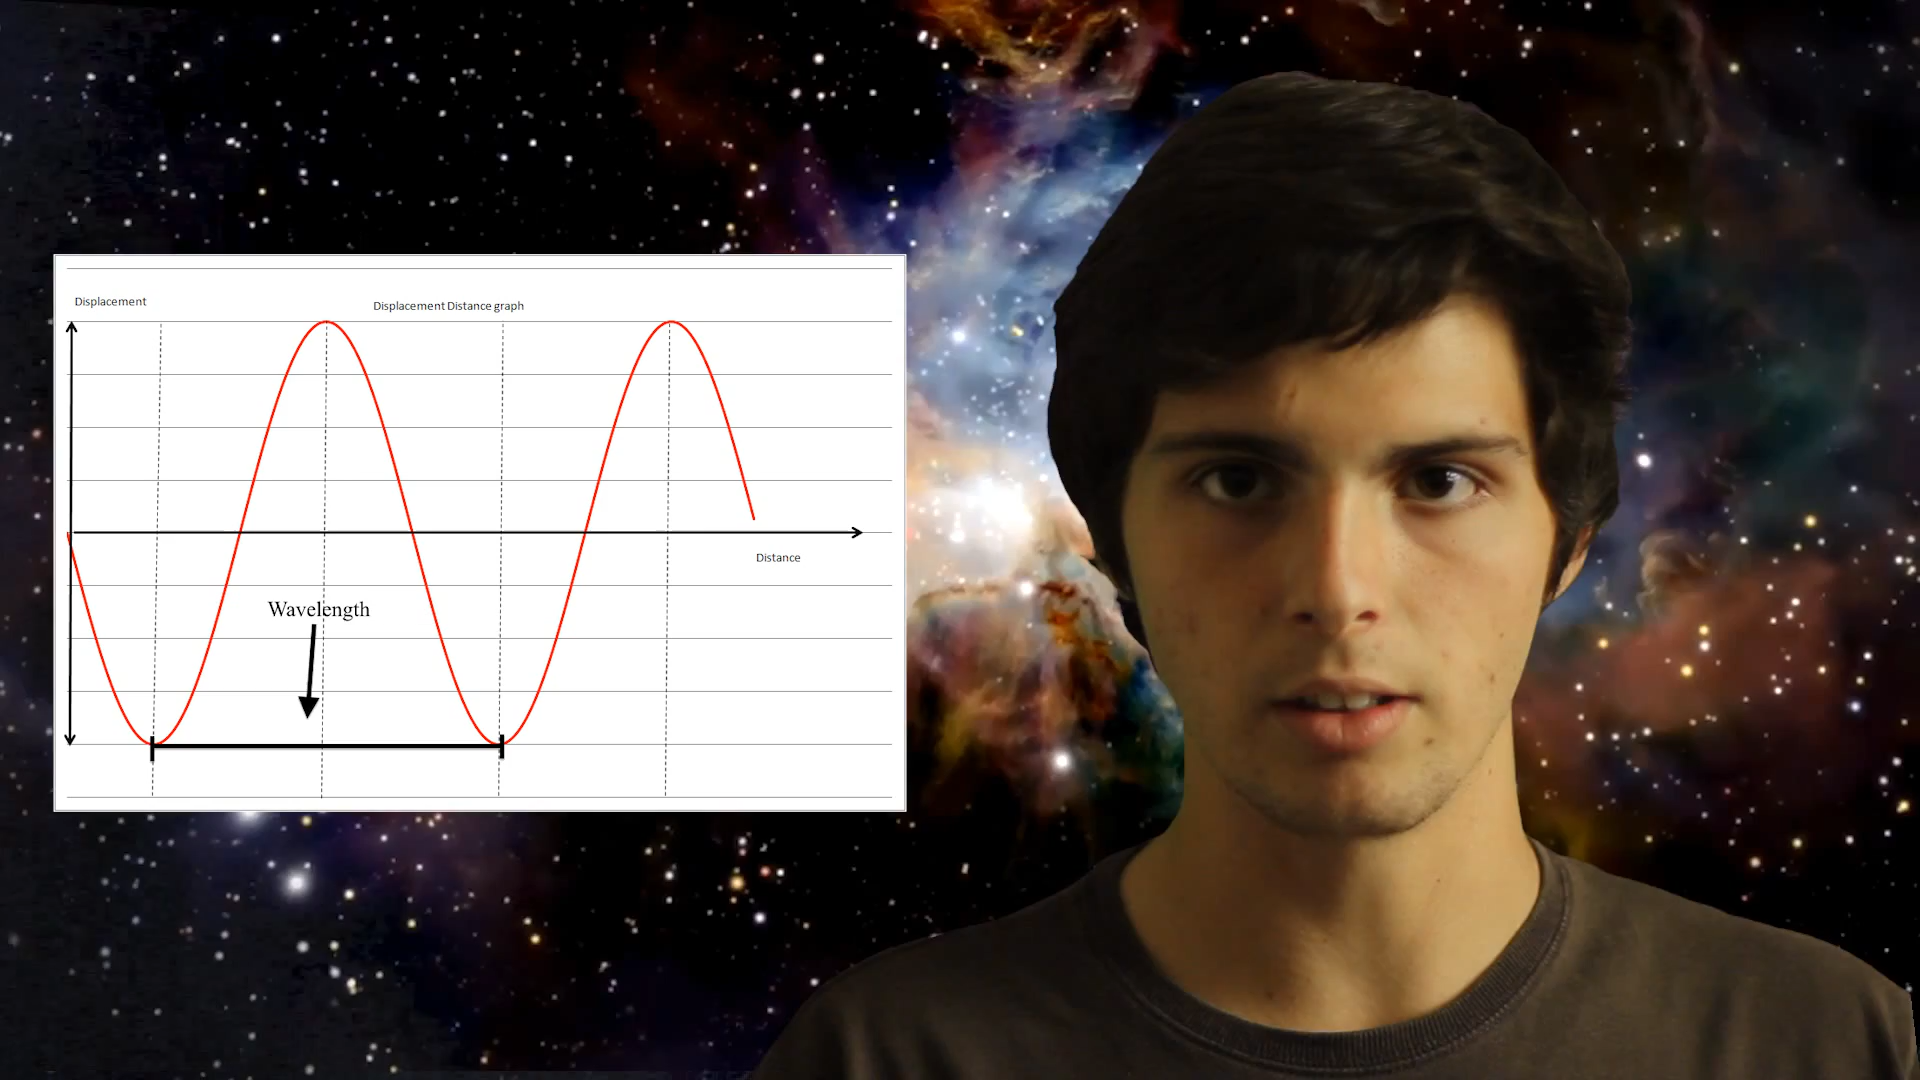 Displacement
Displacement Distance graph
Distance
Wavelength